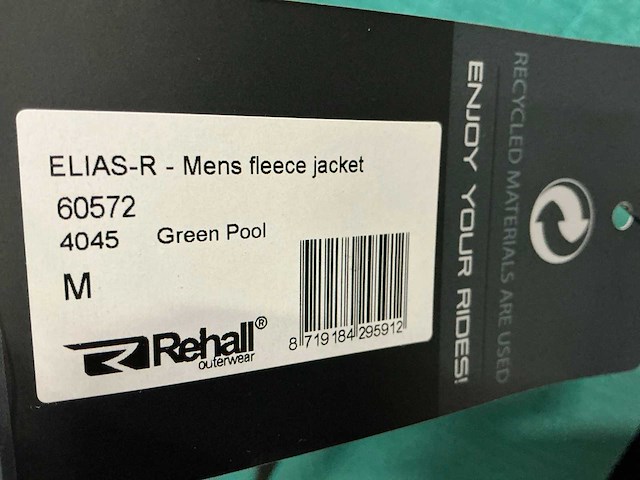 ELIAS-R - Mens fleece jacket
60572
4045 Green Pool
M
Rehall®
outerwear
8 719184 295912
ENJOY YOUR RIDES!
RECYCLED MATERIALS ARE USED